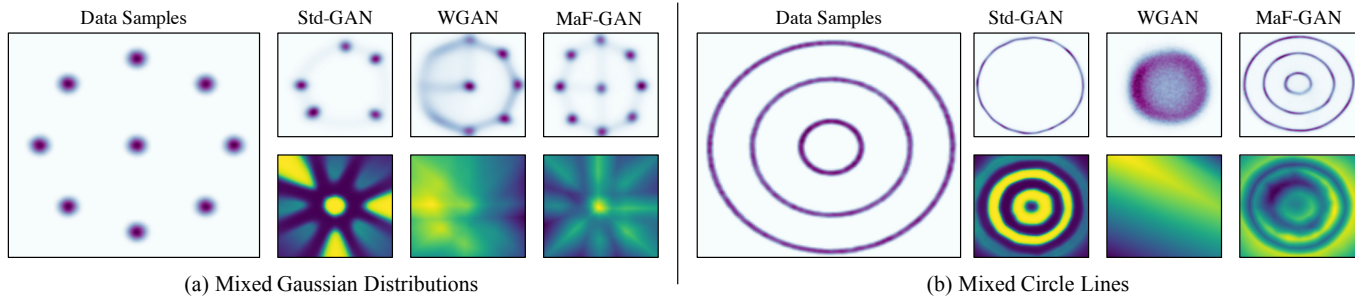 Data Samples Std-GAN WGAN MaF-GAN
(a) Mixed Gaussian Distributions
Data Samples Std-GAN WGAN MaF-GAN
(b) Mixed Circle Lines